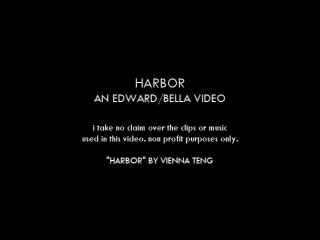 HARBOR
AN EDWARD/BELLA VIDEO
i take no claim over the clips or music
used in this video. non profit purposes only.
"HARBOR" BY VIENNA TENG